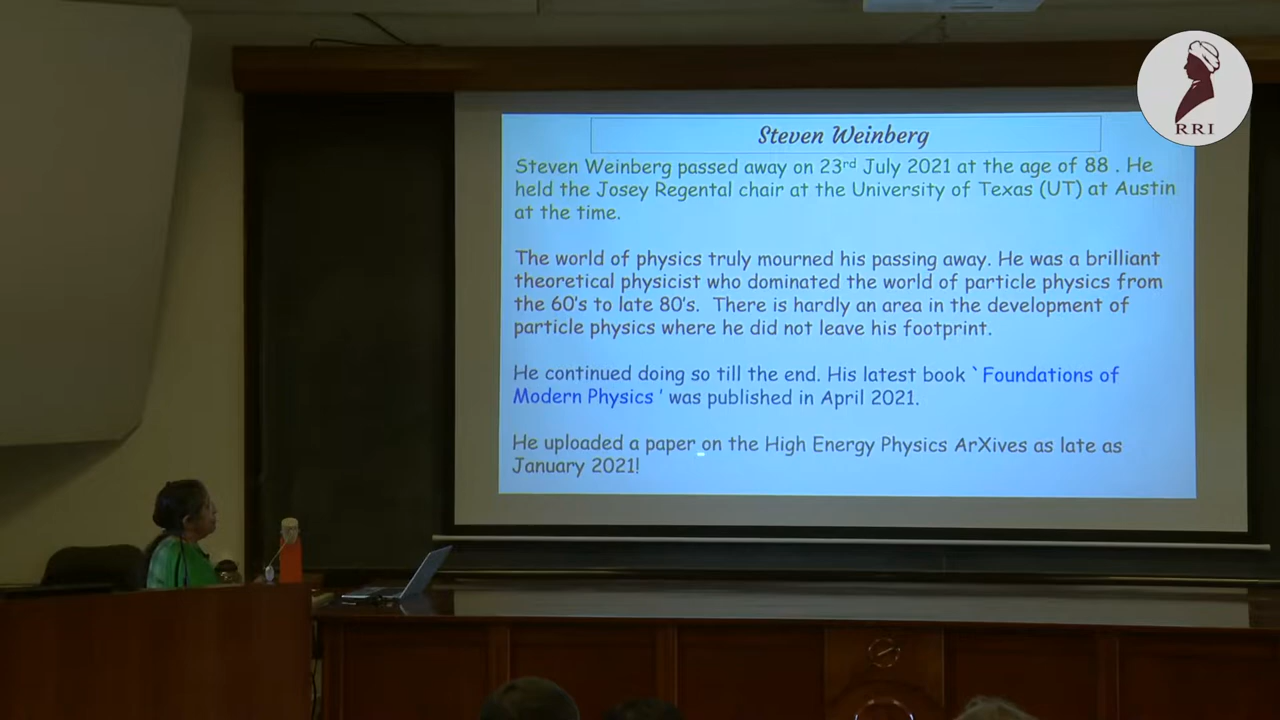 RRI
Steven Weinberg
Steven Weinberg passed away on 23rd July 2021 at the age of 88 . He
held the Josey Regental chair at the University of Texas (UT) at Austin
at the time.
The world of physics truly mourned his passing away. He was a brilliant
theoretical physicist who dominated the world of particle physics from
the 60's to late 80's. There is hardly an area in the development of
particle physics where he did not leave his footprint.
He continued doing so till the end. His latest book `Foundations of
Modern Physics ' was published in April 2021.
He uploaded a paper on the High Energy Physics ArXives as late as
January 2021!